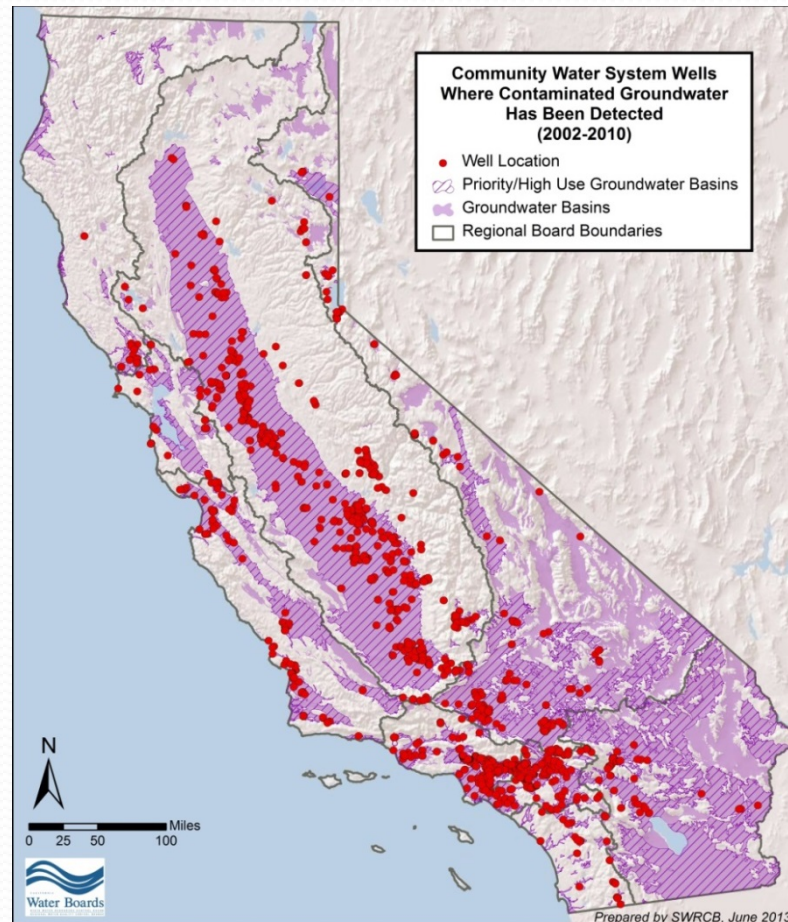 Community Water System Wells
Where Contaminated Groundwater
Has Been Detected
(2002-2010)
Well Location
Priority/High Use Groundwater Basins
Groundwater Basins
Regional Board Boundaries
N
Miles
0 25 50 100
Water Boards
Prepared by SWRCB, June 2013